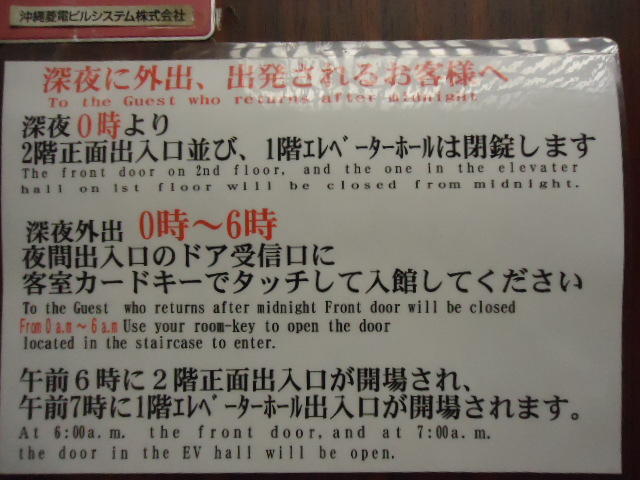 沖縄菱電ビルシステム株式会社
深夜に外出、出発されるお客様へ
To the Guest who returns after midnight
深夜0時より
2階正面出入口並び、1階ｴﾚﾍﾞｰﾀｰﾎｰﾙは閉錠します
The front door on 2nd floor, and the one in the elevater
hall on 1st floor will be closed from midnight.
深夜外出 0時～6時
夜間出入口のドア受信口に
客室カードキーでタッチして入館してください
To the Guest who returns after midnight Front door will be closed
From 0 a.m～6 a.m Use your room-key to open the door
located in the staircase to enter.
午前６時に２階正面出入口が開場され、
午前7時に1階ｴﾚﾍﾞｰﾀｰﾎｰﾙ出入口が開場されます。
At 6:00a.m. the front door, and at 7:00a.m.
the door in the EV hall will be open.